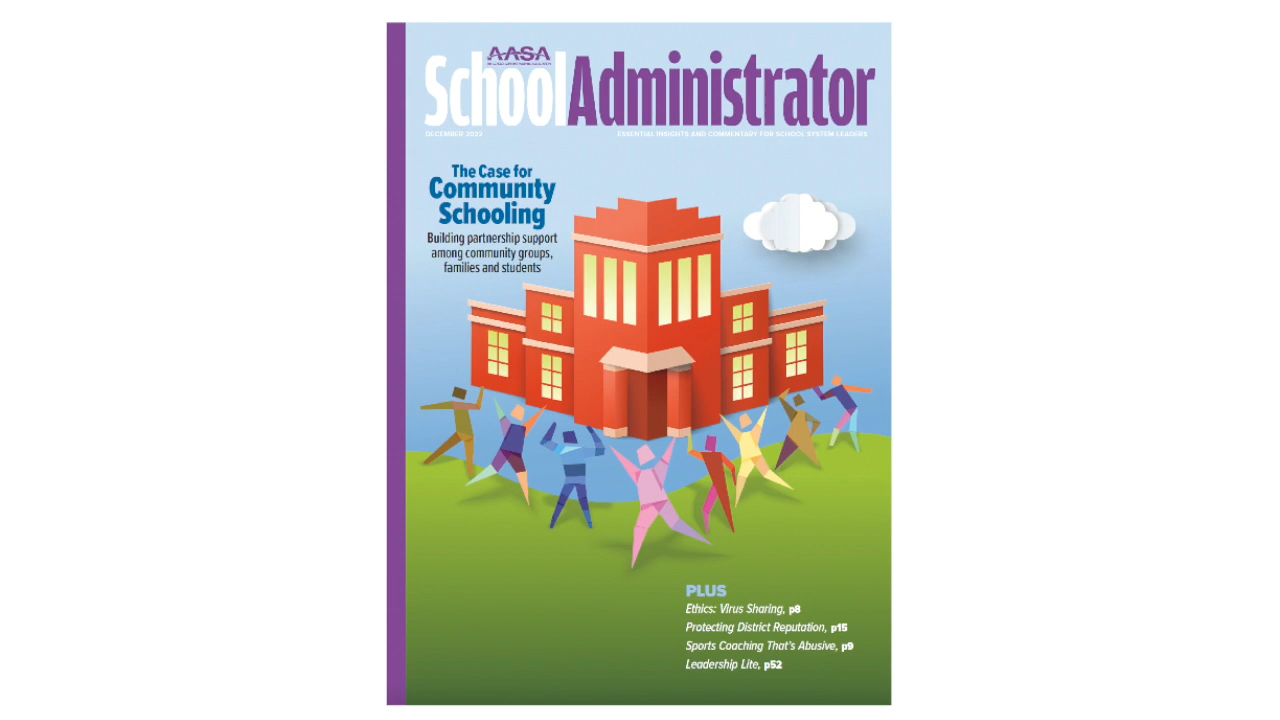 AASA
SchoolAdministrator
DECEMBER 2022
ESSENTIAL INSIGHTS AND COMMENTARY FOR SCHOOL SYSTEM LEADERS
The Case for
Community
Schooling
Building partnership support
among community groups,
families and students
PLUS
Ethics: Virus Sharing, p8
Protecting District Reputation, p15
Sports Coaching That's Abusive, p9
Leadership Lite, p52